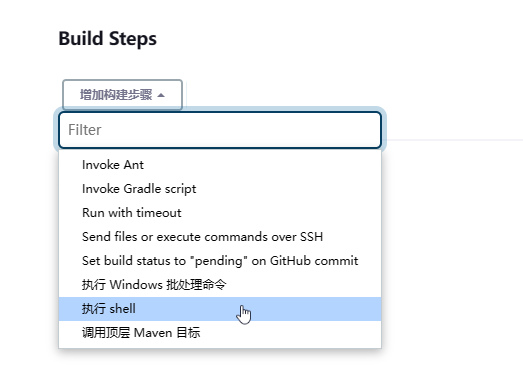 Build Steps
增加构建步骤
Filter
Invoke Ant
Invoke Gradle script
Run with timeout
Send files or execute commands over SSH
Set build status to "pending" on GitHub commit
执行 Windows 批处理命令
执行 shell
调用顶层 Maven 目标